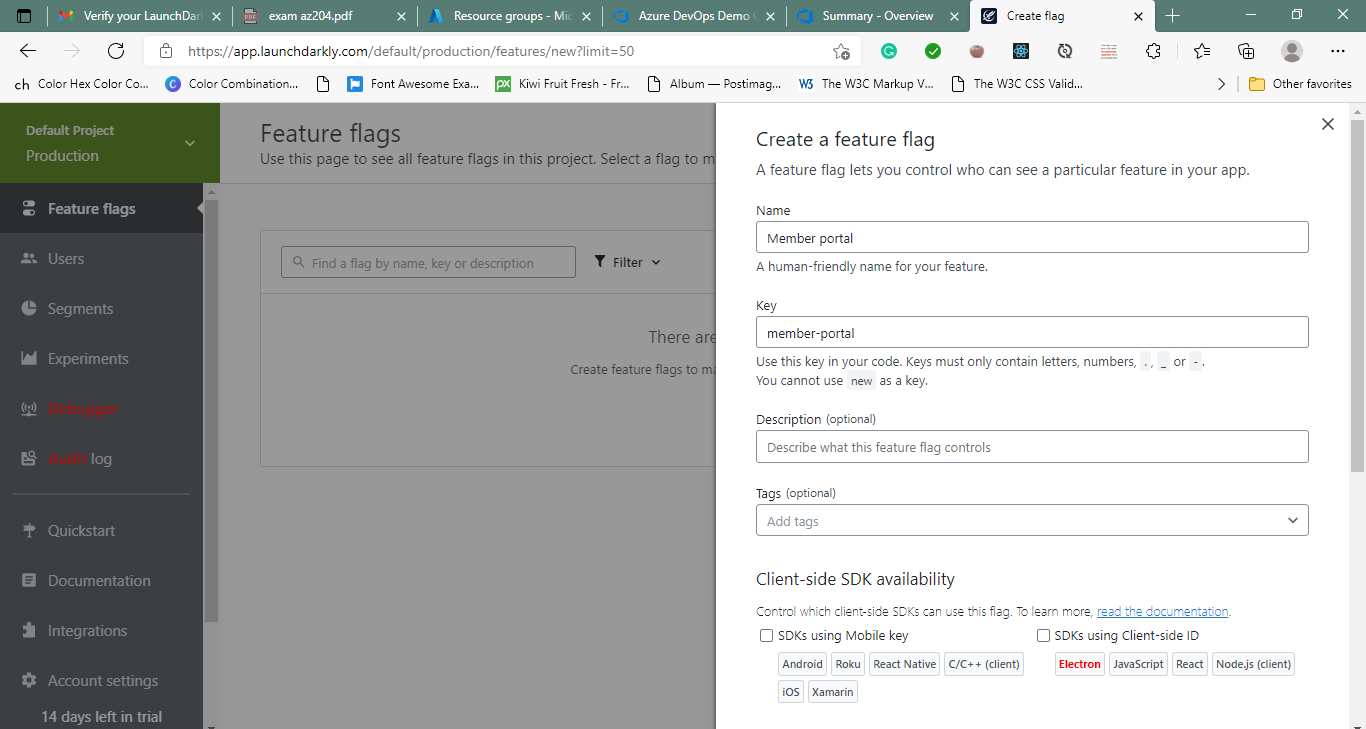 Verify your LaunchDar
exam az204.pdf
Resource groups - Mic
Azure DevOps Demo
Summary - Overview
Create flag
https://app.launchdarkly.com/default/production/features/new?limit=50
ch Color Hex Color Co...
C Color Combination...
Font Awesome Exa...
px Kiwi Fruit Fresh - Fr...
Album — Postimag...
W3 The W3C Markup V...
The W3C CSS Valid...
Other favorites
Default Project
Production
Feature flags
Users
Segments
Experiments
Debugger
Audit log
Quickstart
Documentation
Integrations
Account settings
14 days left in trial
Feature flags
Use this page to see all feature flags in this project. Select a flag to m
Find a flag by name, key or description
Filter
There are
Create feature flags to ma
Create a feature flag
A feature flag lets you control who can see a particular feature in your app.
Name
Member portal
A human-friendly name for your feature.
Key
member-portal
Use this key in your code. Keys must only contain letters, numbers, ., _ or -.
You cannot use new as a key.
Description (optional)
Describe what this feature flag controls
Tags (optional)
Add tags
Client-side SDK availability
Control which client-side SDKs can use this flag. To learn more, read the documentation.
SDKs using Mobile key
Android Roku React Native C/C++ (client)
iOS Xamarin
SDKs using Client-side ID
Electron JavaScript React Node.js (client)